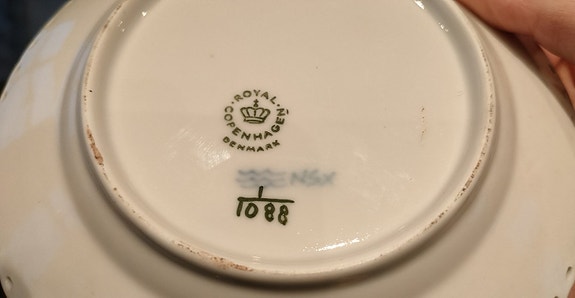 ROYAL
COPENHAGEN
DENMARK
1
1088